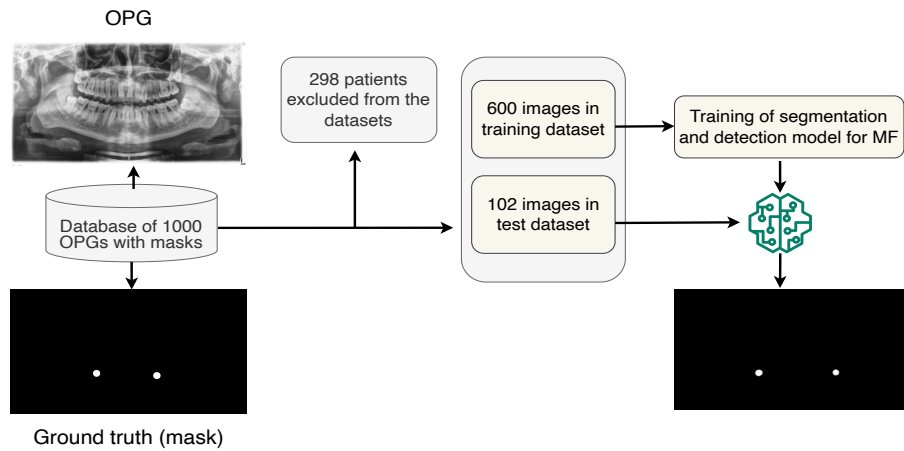 OPG
298 patients
excluded from the
datasets
600 images in
training dataset
Training of segmentation
and detection model for MF
Database of 1000
OPGs with masks
102 images in
test dataset
Ground truth (mask)